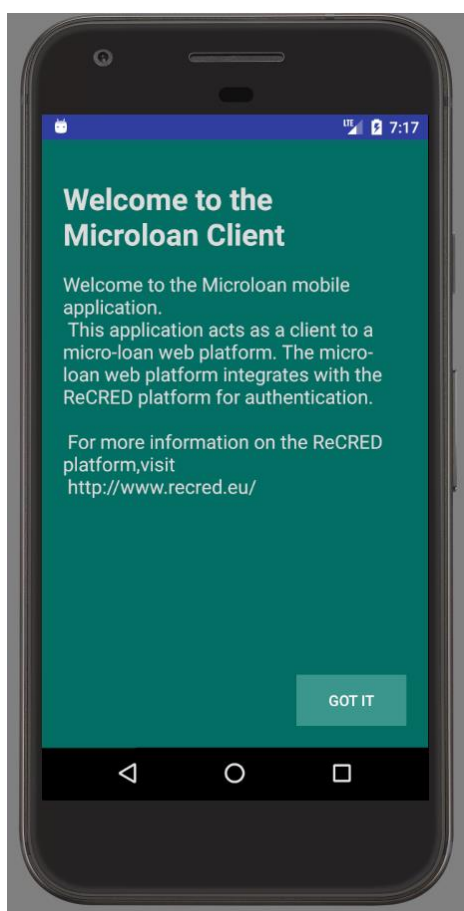 LTE 7:17
Welcome to the
Microloan Client
Welcome to the Microloan mobile
application.
This application acts as a client to a
micro-loan web platform. The micro-
loan web platform integrates with the
ReCRED platform for authentication.
For more information on the ReCRED
platform,visit
http://www.recred.eu/
GOT IT